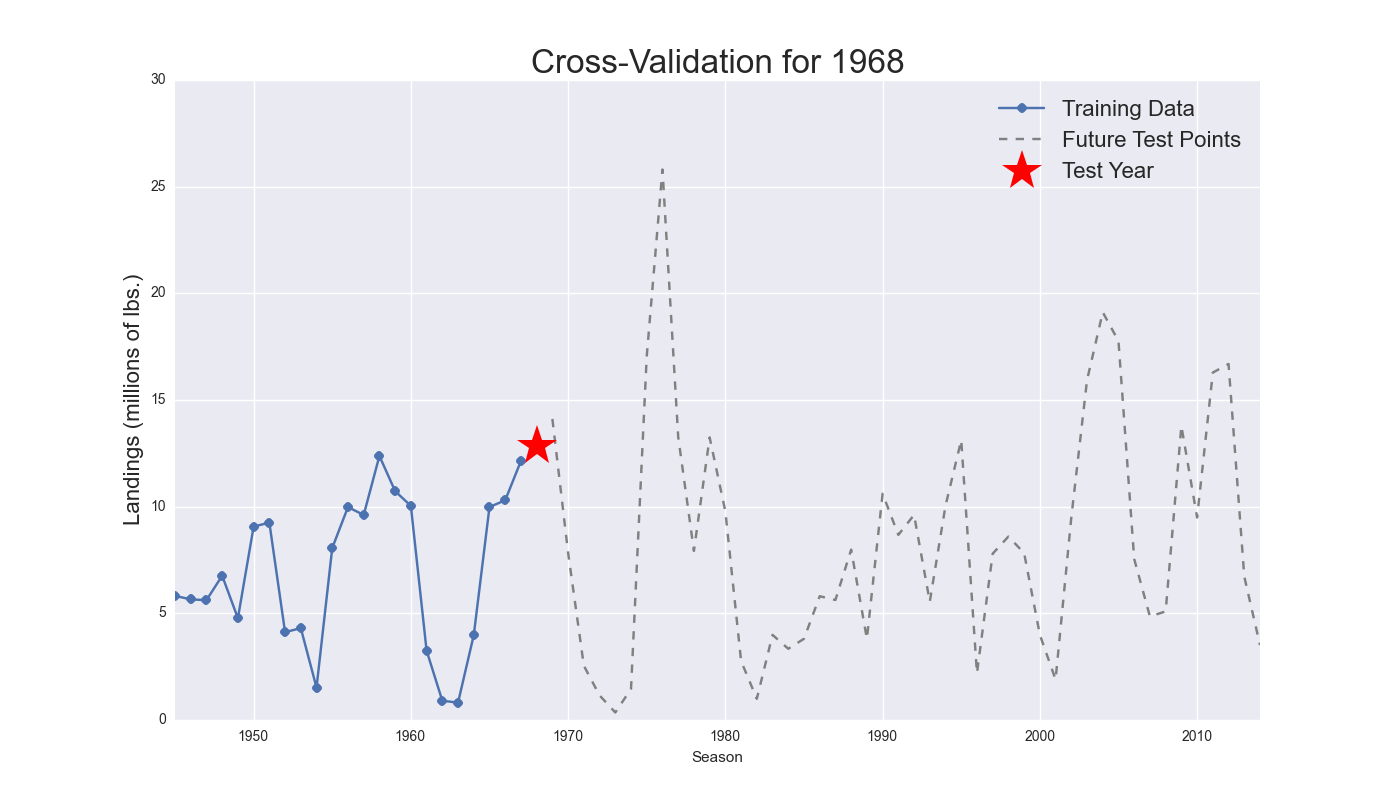 Cross-Validation for 1968
30
25
20
15
10
5
0
Landings (millions of lbs.)
Training Data
Future Test Points
Test Year
1950 1960 1970 1980 1990 2000 2010
Season